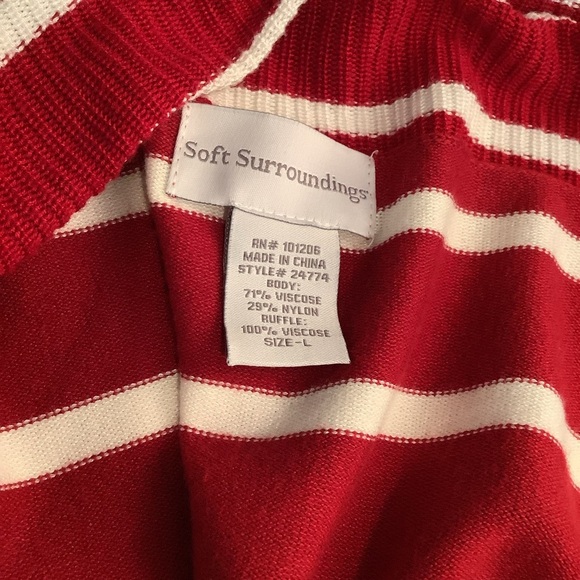 Soft Surroundings
RN# 101206
MADE IN CHINA
STYLE# 24774
BODY:
71% VISCOSE
29% NYLON
RUFFLE:
100% VISCOSE
SIZE-L